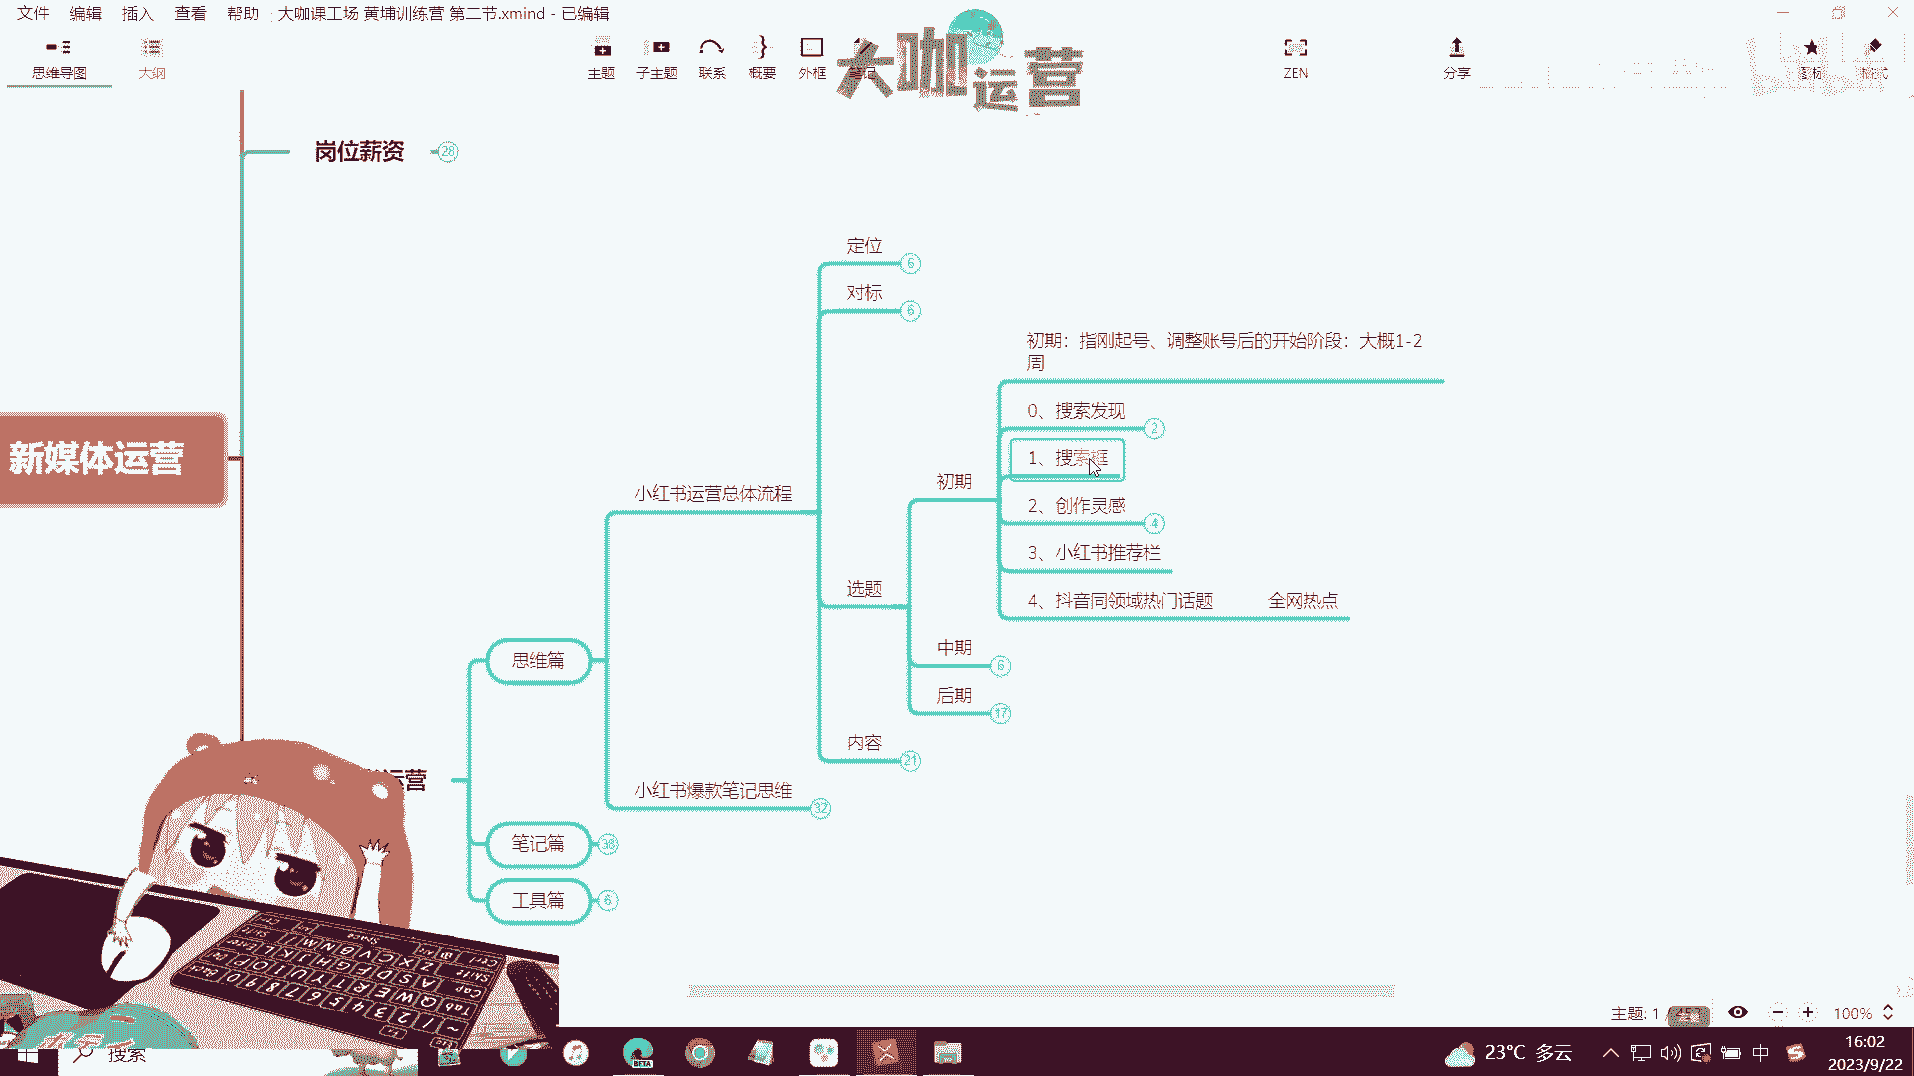 文件 编辑 插入 查看 帮助 大咖课工场 黄埔训练营 第二节.xmind - 已编辑
思维导图 大纲 主题 子主题 联系 概要 外框 笔记 ZEN 分享 图标 格式
大咖运营
岗位薪资 28
定位 6
对标 6
初期：指刚起号、调整账号后的开始阶段：大概1-2
周
0、搜索发现 2
1、搜索框
新媒体运营
初期
小红书运营总体流程
2、创作灵感 4
3、小红书推荐栏
选题
4、抖音同领域热门话题 全网热点
中期 6
思维篇
后期 17
内容 21
运营
小红书爆款笔记思维 32
笔记篇 38
工具篇 6
主题: 1 /
100%
搜索
BETA
23°C 多云
中
16:02
2023/9/22